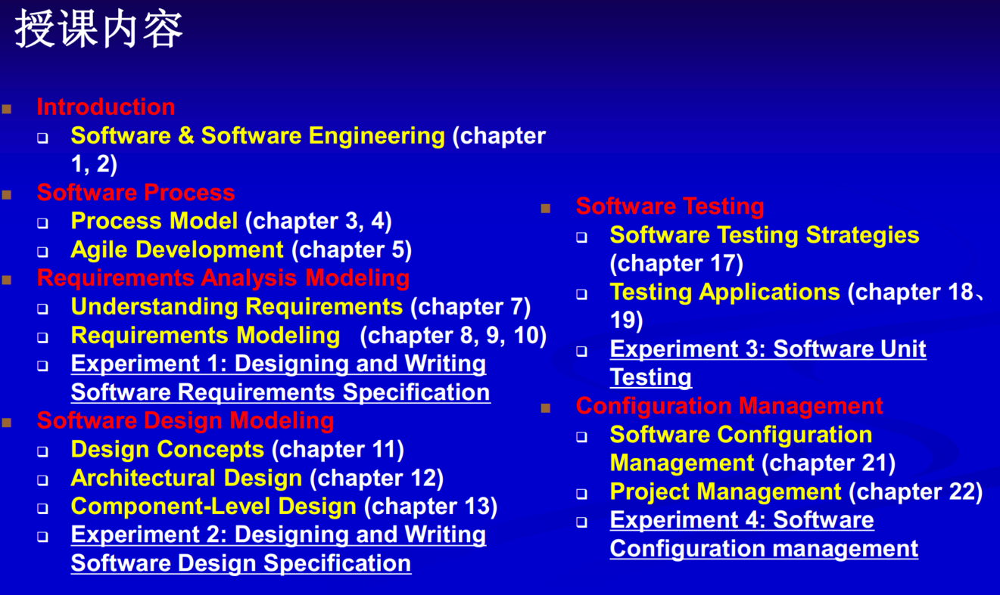 授课内容
Introduction
Software & Software Engineering (chapter
1, 2)
Software Process
Process Model (chapter 3, 4)
Agile Development (chapter 5)
Requirements Analysis Modeling
Understanding Requirements (chapter 7)
Requirements Modeling (chapter 8, 9, 10)
Experiment 1: Designing and Writing
Software Requirements Specification
Software Design Modeling
Design Concepts (chapter 11)
Architectural Design (chapter 12)
Component-Level Design (chapter 13)
Experiment 2: Designing and Writing
Software Design Specification
Software Testing
Software Testing Strategies
(chapter 17)
Testing Applications (chapter 18、
19)
Experiment 3: Software Unit
Testing
Configuration Management
Software Configuration
Management (chapter 21)
Project Management (chapter 22)
Experiment 4: Software
Configuration management